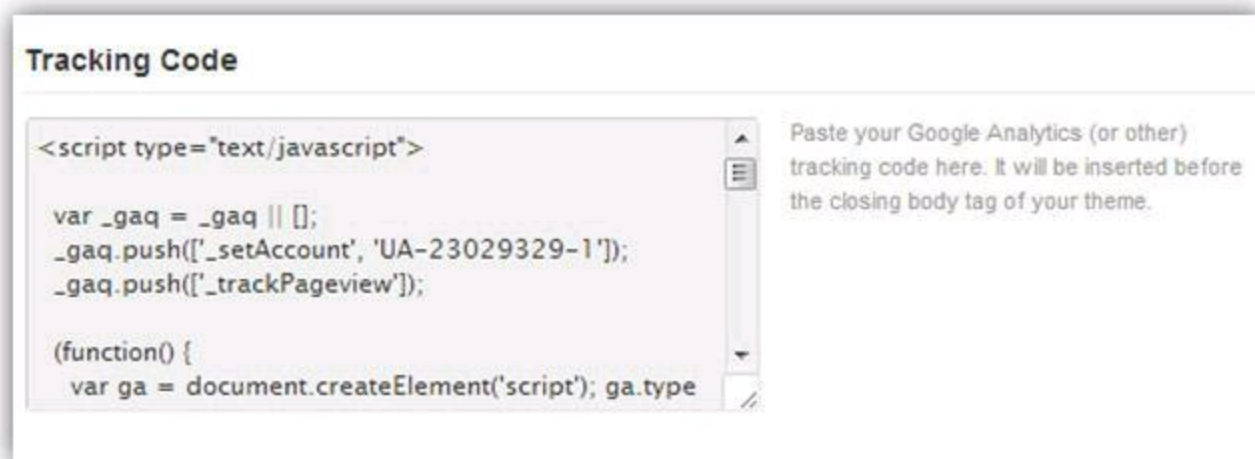 Tracking Code
<script type="text/javascript">
var _gaq = _gaq || [];
_gaq.push(['_setAccount', 'UA-23029329-1']);
_gaq.push(['_trackPageview']);
(function() {
var ga = document.createElement('script'); ga.type
Paste your Google Analytics (or other)
tracking code here. It will be inserted before
the closing body tag of your theme.